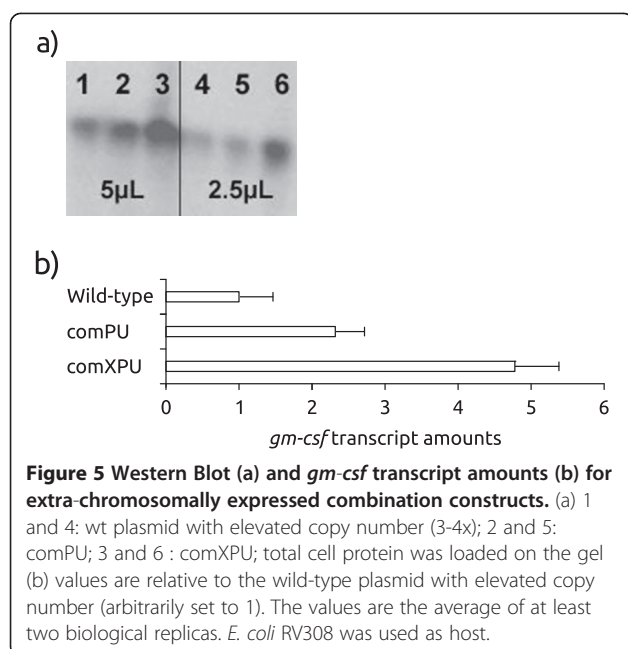 a)
1 2 3 4 5 6
5µL 2.5µL
b)
Wild-type
comPU
comXPU
0 1 2 3 4 5 6
gm-csf transcript amounts
Figure 5 Western Blot (a) and gm-csf transcript amounts (b) for
extra-chromosomally expressed combination constructs. (a) 1
and 4: wt plasmid with elevated copy number (3-4x); 2 and 5:
comPU; 3 and 6 : comXPU; total cell protein was loaded on the gel
(b) values are relative to the wild-type plasmid with elevated copy
number (arbitrarily set to 1). The values are the average of at least
two biological replicas. E. coli RV308 was used as host.